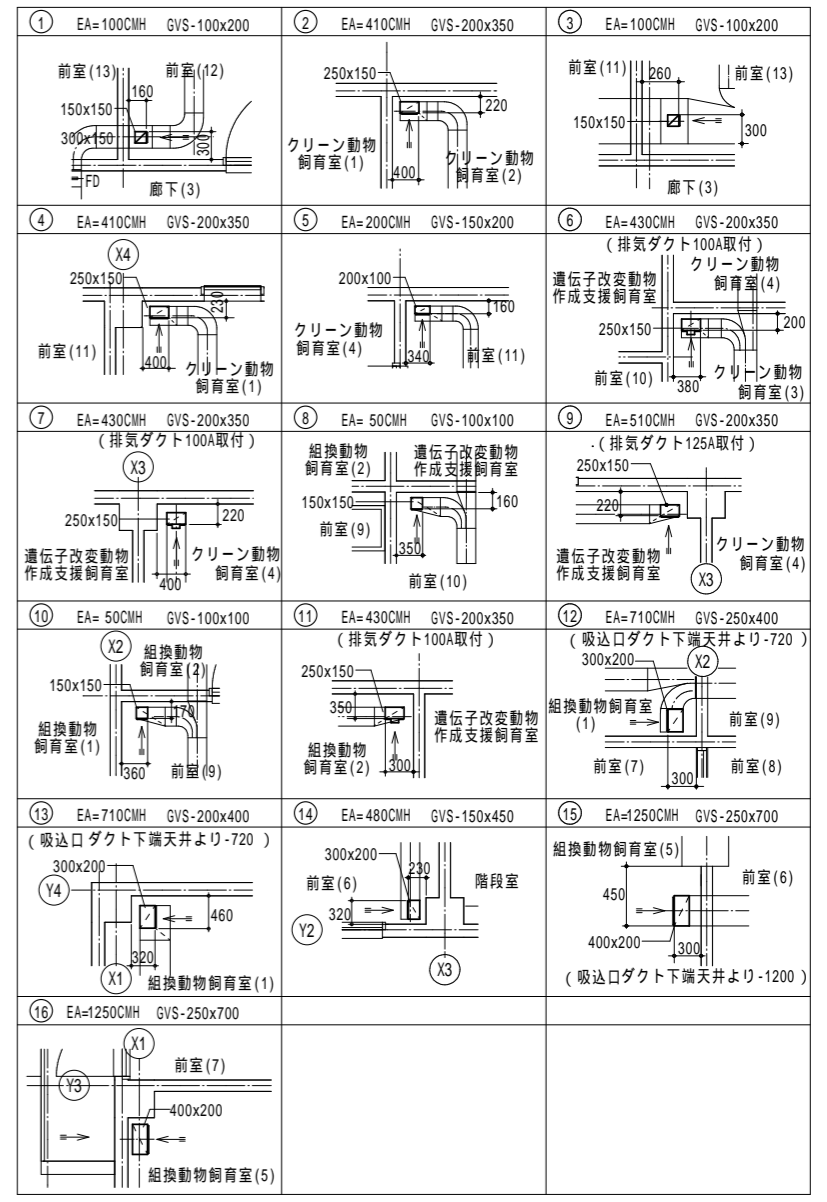 ① EA=100CMH GVS-100x200
前室(13)
前室(12)
160
150x150
300x150
300
FD
廊下(3)
② EA=410CMH GVS-200x350
250x150
220
クリーン動物
飼育室(1)
クリーン動物
飼育室(2)
400
③ EA=100CMH GVS-100x200
前室(11)
260
前室(13)
150x150
300
廊下(3)
④ EA=410CMH GVS-200x350
X4
250x150
230
前室(11)
400
クリーン動物
飼育室(1)
⑤ EA=200CMH GVS-150x200
200x100
160
クリーン動物
飼育室(4)
340
前室(11)
⑥ EA=430CMH GVS-200x350
(排気ダクト100A取付)
クリーン動物
飼育室(4)
遺伝子改変動物
作成支援飼育室
250x150
200
前室(10)
380
クリーン動物
飼育室(3)
⑦ EA=430CMH GVS-200x350
(排気ダクト100A取付)
X3
250x150
220
遺伝子改変動物
作成支援飼育室
400
クリーン動物
飼育室(4)
⑧ EA= 50CMH GVS-100x100
組換動物
飼育室(2)
遺伝子改変動物
作成支援飼育室
150x150
160
前室(9)
350
前室(10)
⑨ EA=510CMH GVS-200x350
(排気ダクト125A取付)
250x150
220
遺伝子改変動物
作成支援飼育室
クリーン動物
飼育室(4)
X3
⑩ EA= 50CMH GVS-100x100
X2
組換動物
飼育室(2)
150x150
170
組換動物
飼育室(1)
360
前室(9)
⑪ EA=430CMH GVS-200x350
(排気ダクト100A取付)
250x150
350
遺伝子改変動物
作成支援飼育室
組換動物
飼育室(2)
300
⑫ EA=710CMH GVS-250x400
(吸込口ダクト下端天井より-720)
300x200
X2
組換動物飼育室
(1)
前室(9)
前室(7)
300
前室(8)
⑬ EA=710CMH GVS-200x400
(吸込口ダクト下端天井より-720)
300x200
Y4
460
320
X1
組換動物飼育室(1)
⑭ EA=480CMH GVS-150x450
300x200
230
前室(6)
階段室
320
Y2
X3
⑮ EA=1250CMH GVS-250x700
組換動物飼育室(5)
前室(6)
450
400x200
300
(吸込口ダクト下端天井より-1200)
⑯ EA=1250CMH GVS-250x700
X1
前室(7)
Y3
400x200
組換動物飼育室(5)